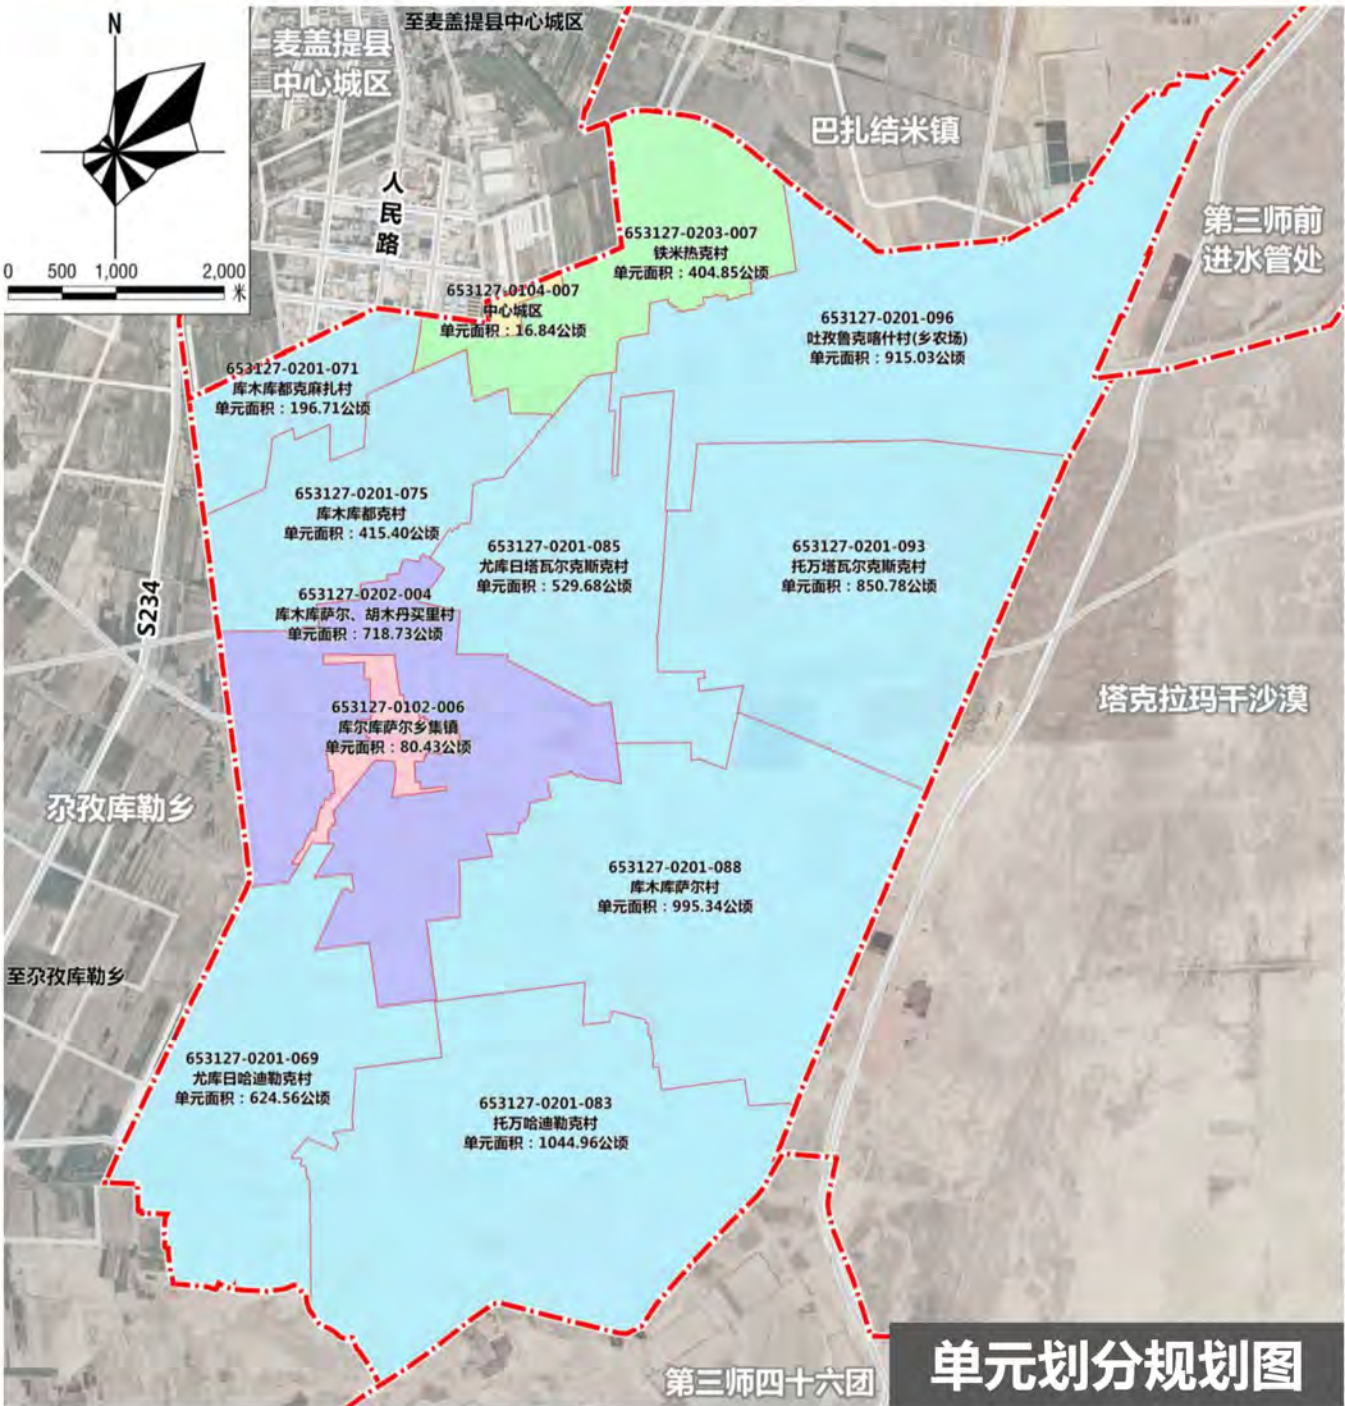 N
至麦盖提县中心城区
麦盖提县
中心城区
巴扎结米镇
人民路
第三师前
进水管处
0 500 1,000 2,000
米
653127-0203-007
铁米热克村
单元面积：404.85公顷
653127-0104-007
中心城区
单元面积：16.84公顷
653127-0201-096
吐孜鲁克喀什村(乡农场)
单元面积：915.03公顷
653127-0201-071
库木库都克麻扎村
单元面积：196.71公顷
653127-0201-075
库木库都克村
单元面积：415.40公顷
653127-0201-085
尤库日塔瓦尔克斯克村
单元面积：529.68公顷
653127-0201-093
托万塔瓦尔克斯克村
单元面积：850.78公顷
S234
653127-0202-004
库木库萨尔、胡木丹买里村
单元面积：718.73公顷
653127-0102-006
库尔库萨尔乡集镇
单元面积：80.43公顷
塔克拉玛干沙漠
尕孜库勒乡
653127-0201-088
库木库萨尔村
单元面积：995.34公顷
至尕孜库勒乡
653127-0201-069
尤库日哈迪勒克村
单元面积：624.56公顷
653127-0201-083
托万哈迪勒克村
单元面积：1044.96公顷
第三师四十六团
单元划分规划图